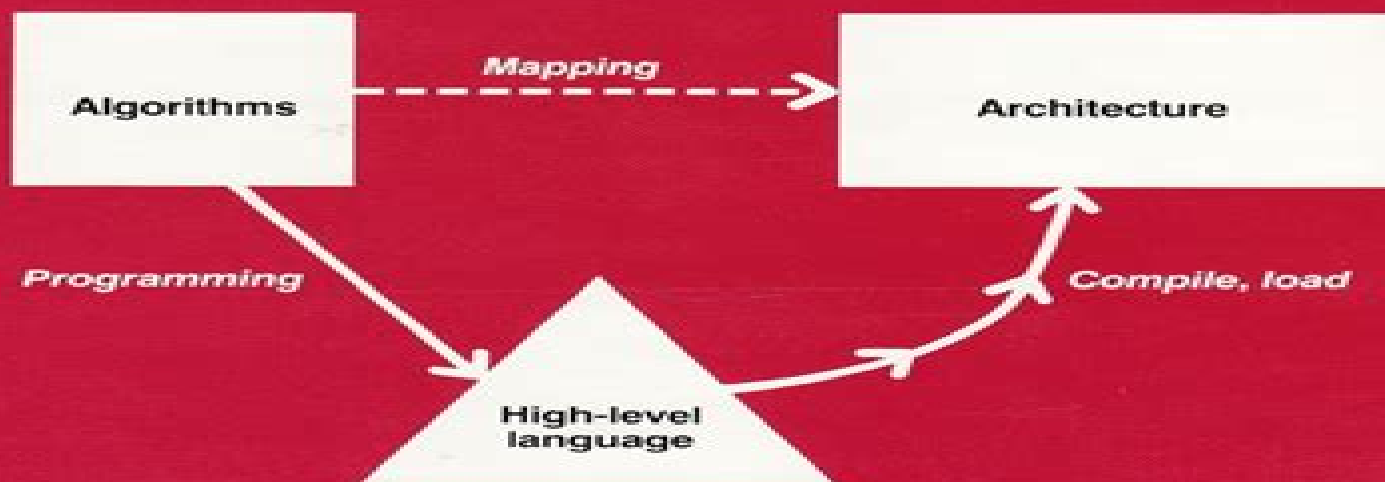 Mapping
Algorithms
Architecture
Programming
Compile, load
High-level
language